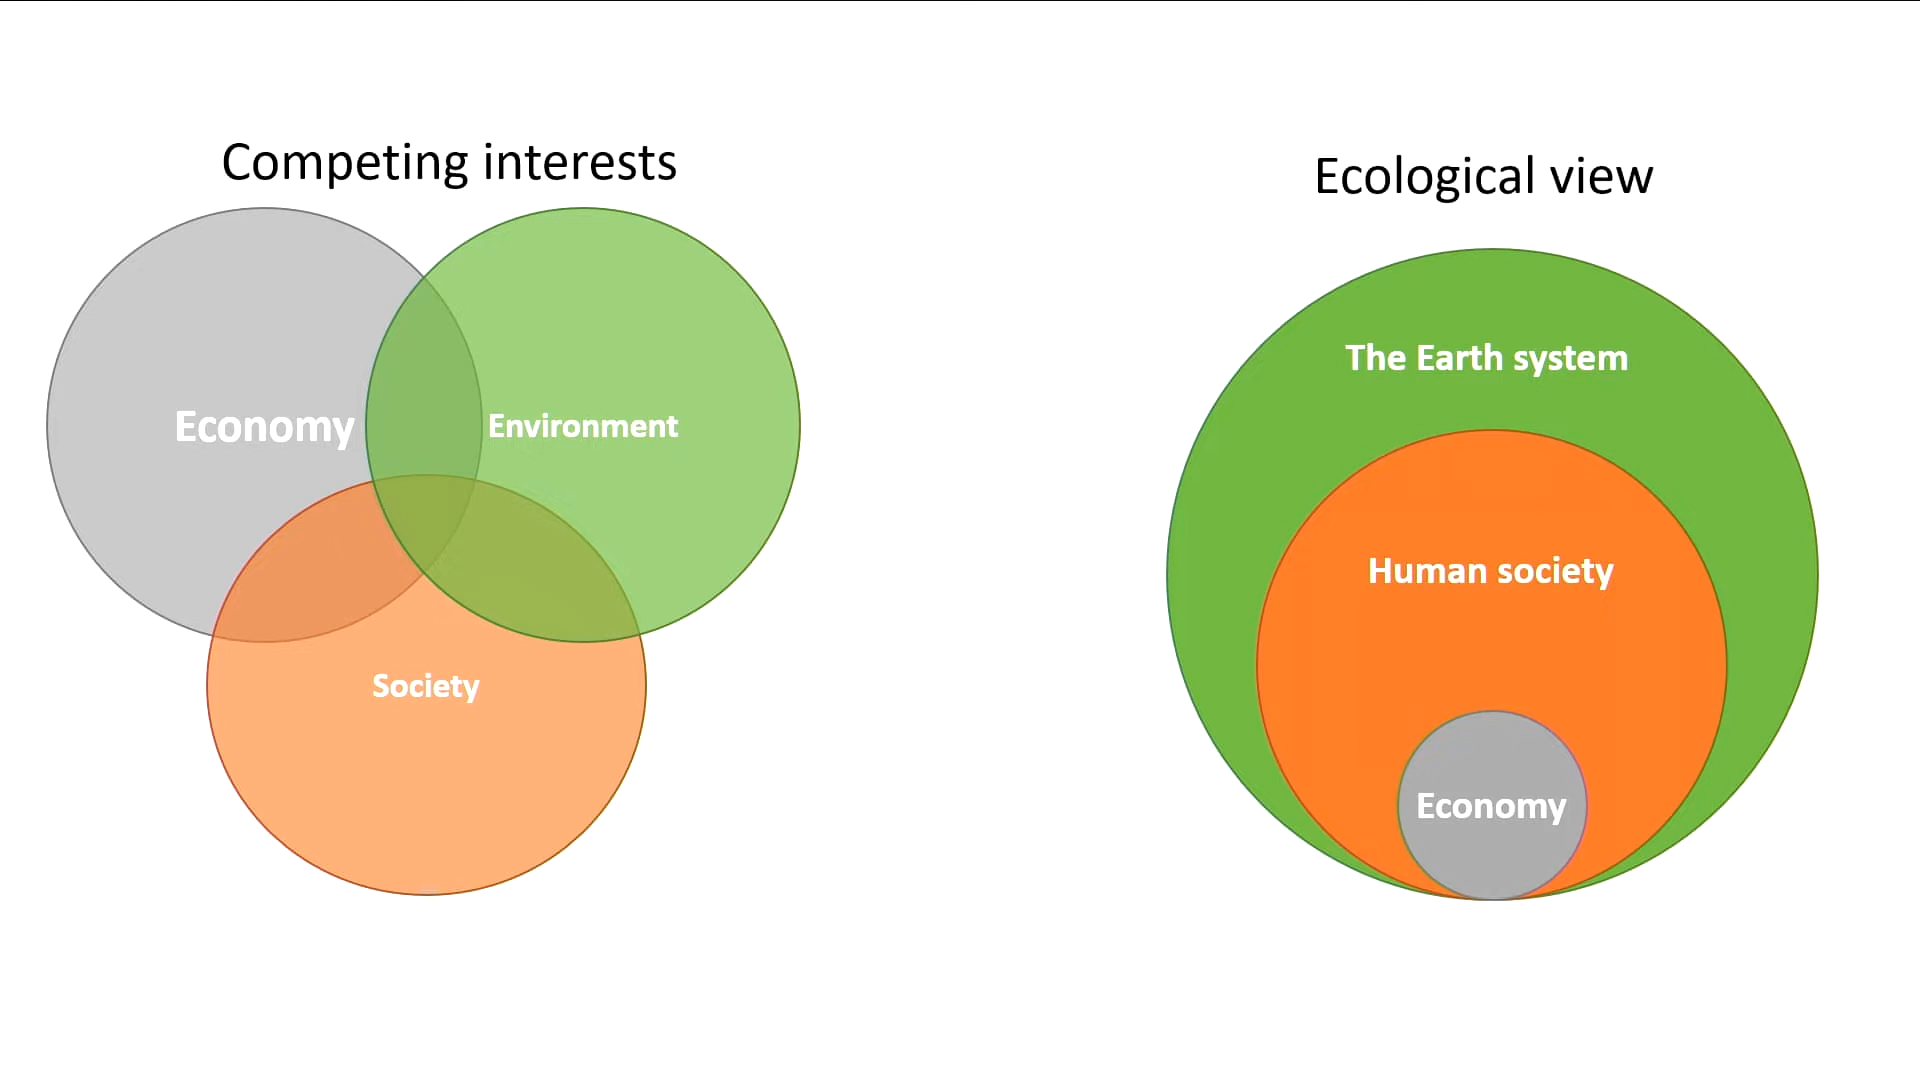 Competing interests
Economy
Environment
Society
Ecological view
The Earth system
Human society
Economy